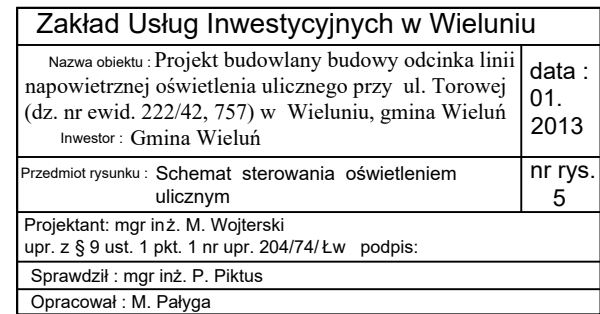 Zakład Usług Inwestycyjnych w Wieluniu
Nazwa obiektu : Projekt budowlany budowy odcinka linii
napowietrznej oświetlenia ulicznego przy ul. Torowej
(dz. nr ewid. 222/42, 757) w Wieluniu, gmina Wieluń
Inwestor : Gmina Wieluń
data :
01.
2013
Przedmiot rysunku : Schemat sterowania oświetleniem
ulicznym
nr rys.
5
Projektant: mgr inż. M. Wojterski
upr. z § 9 ust. 1 pkt. 1 nr upr. 204/74/Łw podpis:
Sprawdził : mgr inż. P. Piktus
Opracował : M. Pałyga